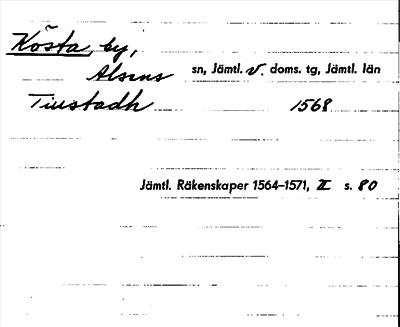 Kösta, by,
Alsens sn, Jämtl. v. doms. tg, Jämtl. län
Tiustadh 1568
Jämtl. Räkenskaper 1564–1571, II s. 80